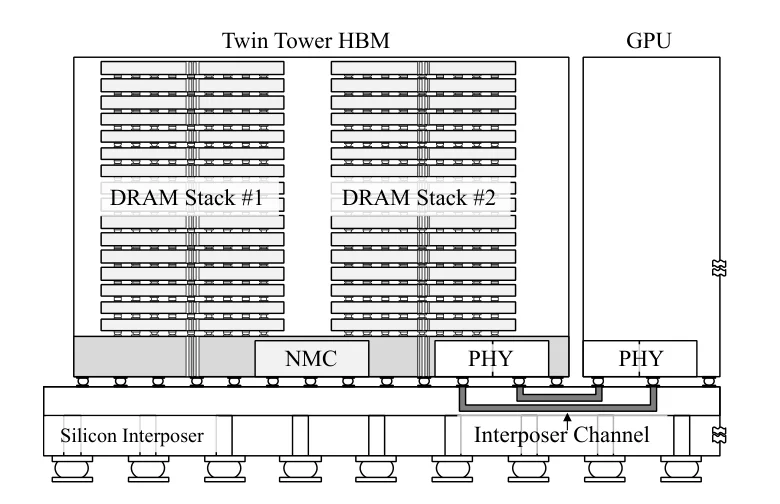 Twin Tower HBM
GPU
DRAM Stack #1
DRAM Stack #2
NMC
PHY
PHY
Silicon Interposer
Interposer Channel